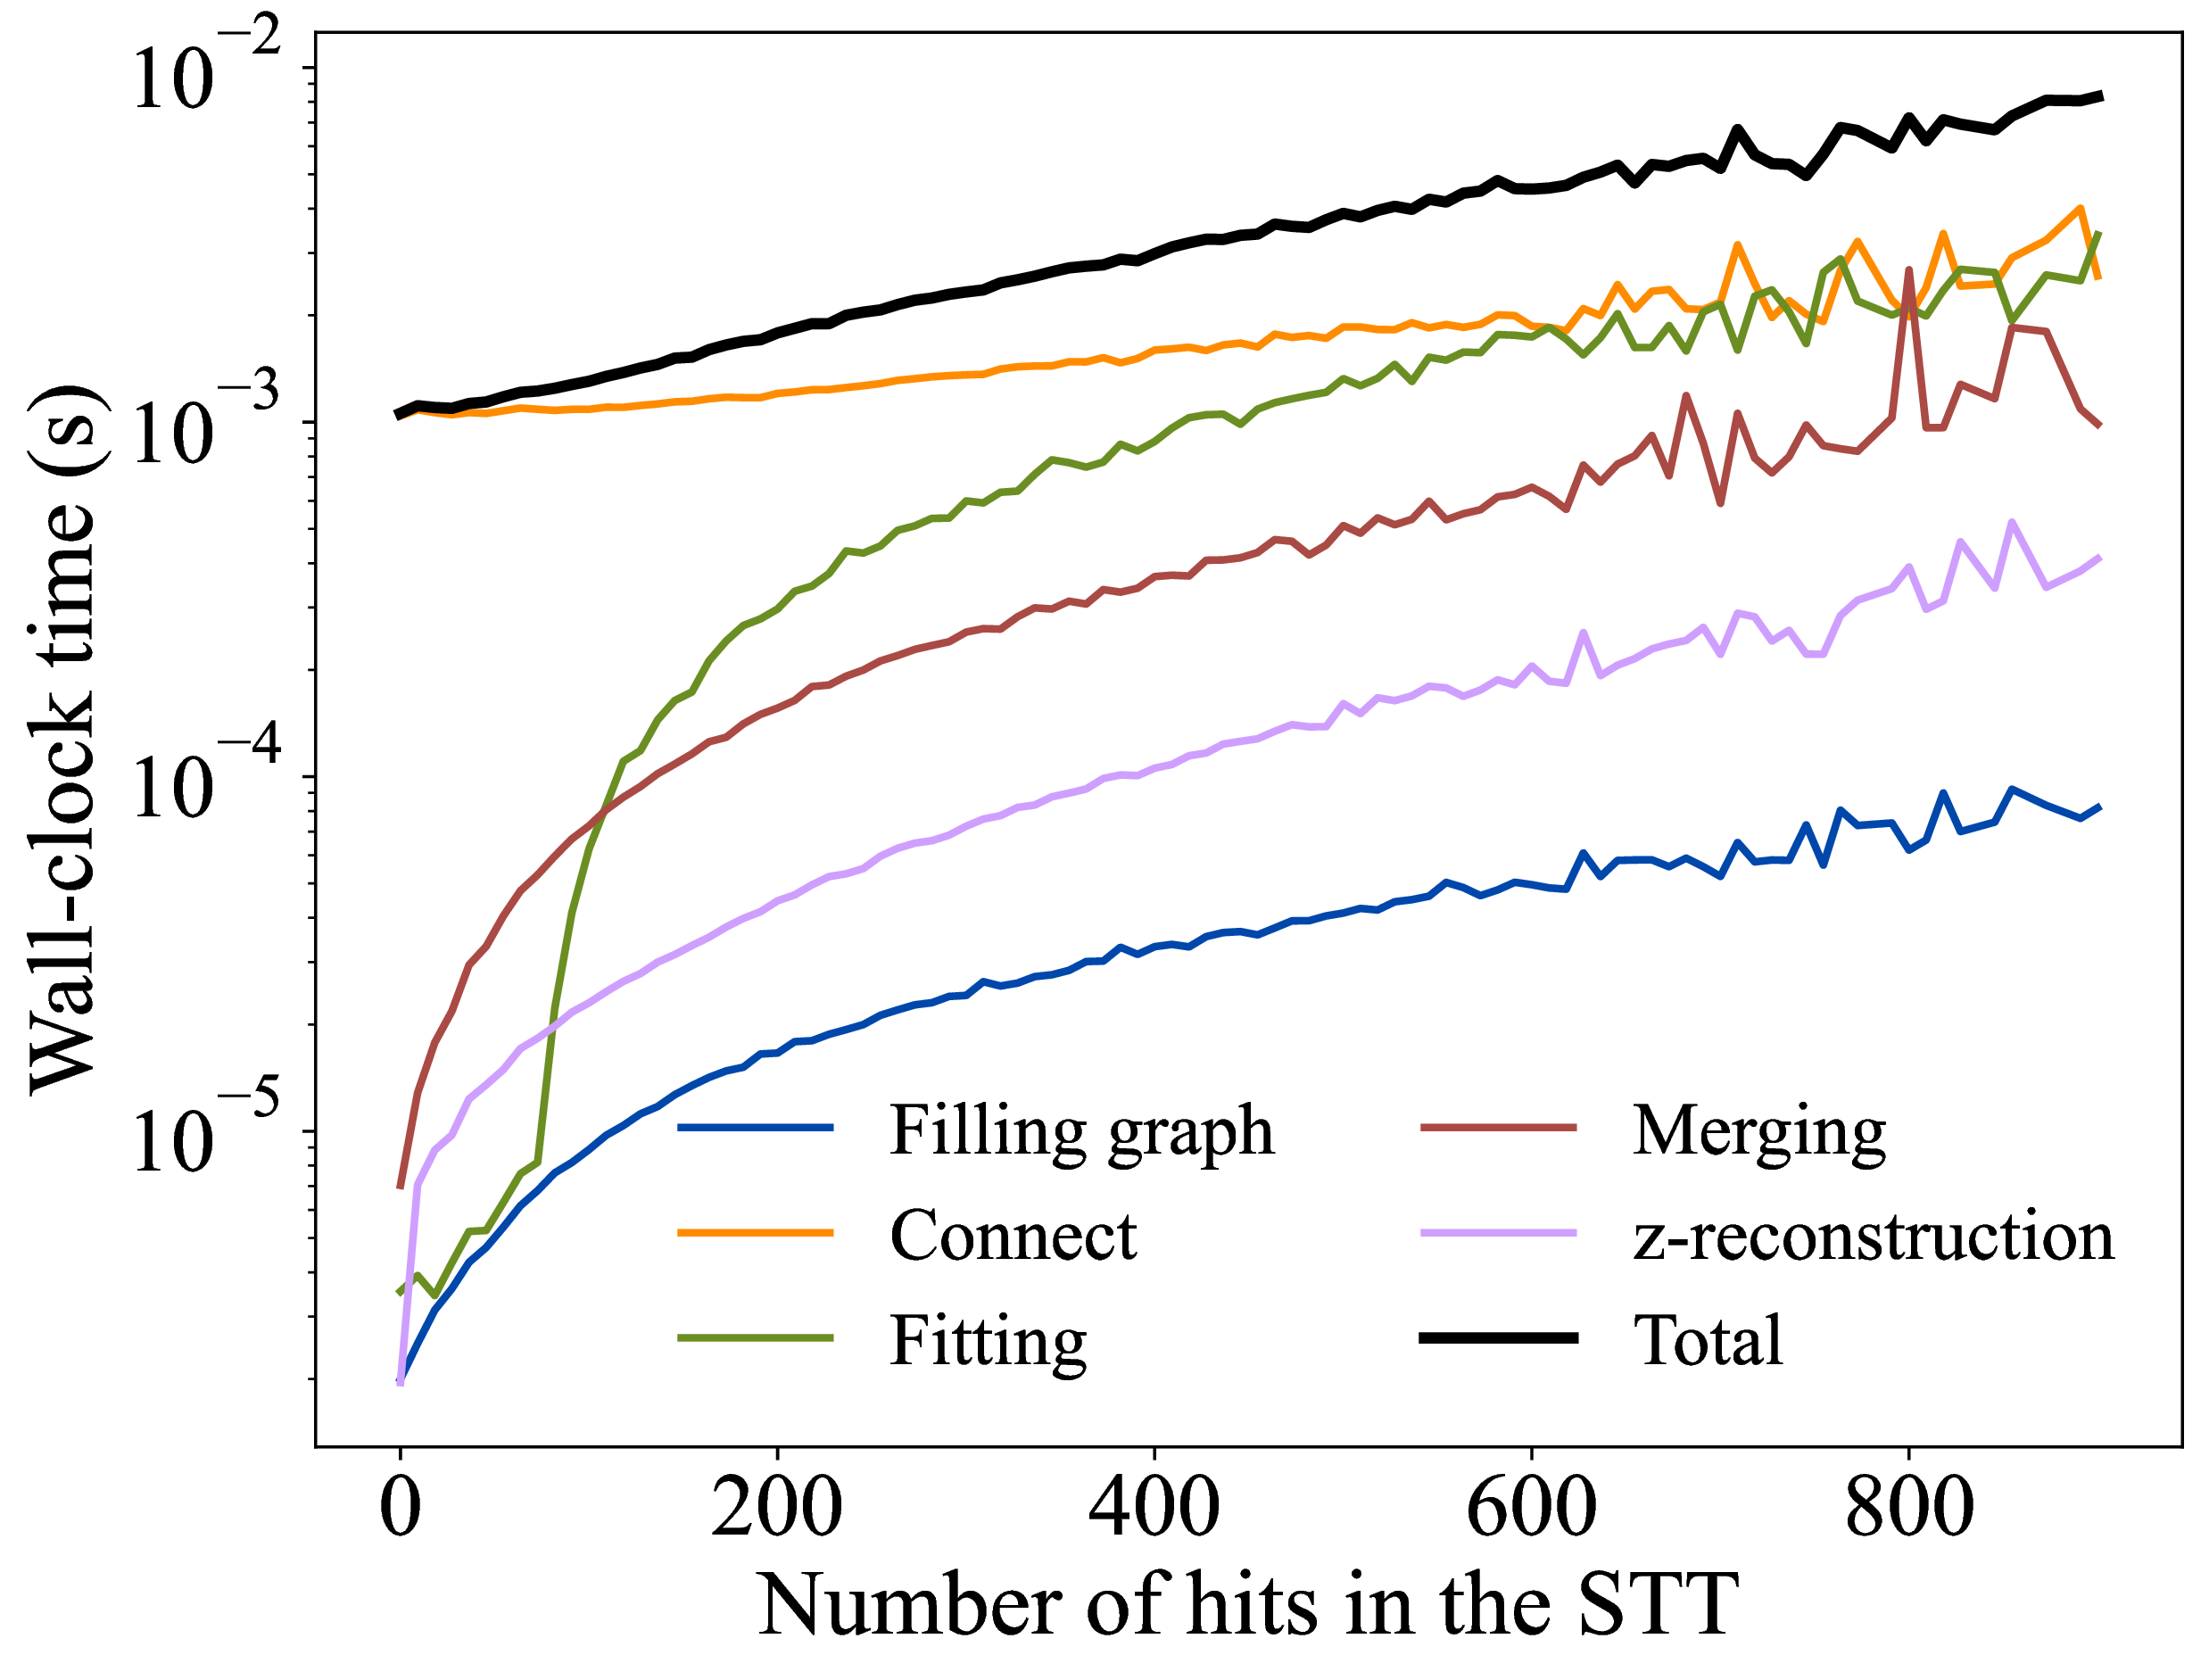 Wall-clock time (s)
10⁻²
10⁻³
10⁻⁴
10⁻⁵
Filling graph
Connect
Fitting
Merging
z-reconstruction
Total
0 200 400 600 800
Number of hits in the STT